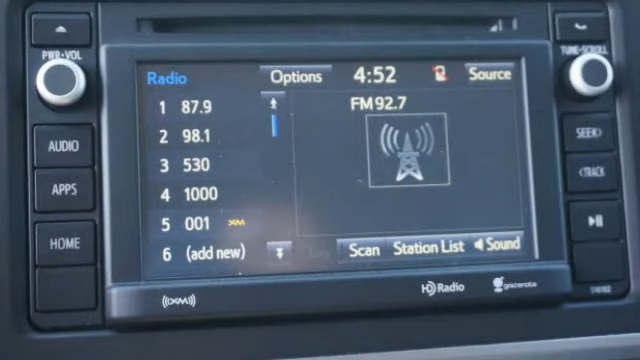 PWR•VOL
TUNE•SCROLL
Radio Options 4:52 Source
1 87.9
FM 92.7
2 98.1
3 530
4 1000
5 001 XM
6 (add new)
Scan Station List Sound
AUDIO
APPS
HOME
SEEK>
<TRACK
((XM))
HD Radio
gracenote